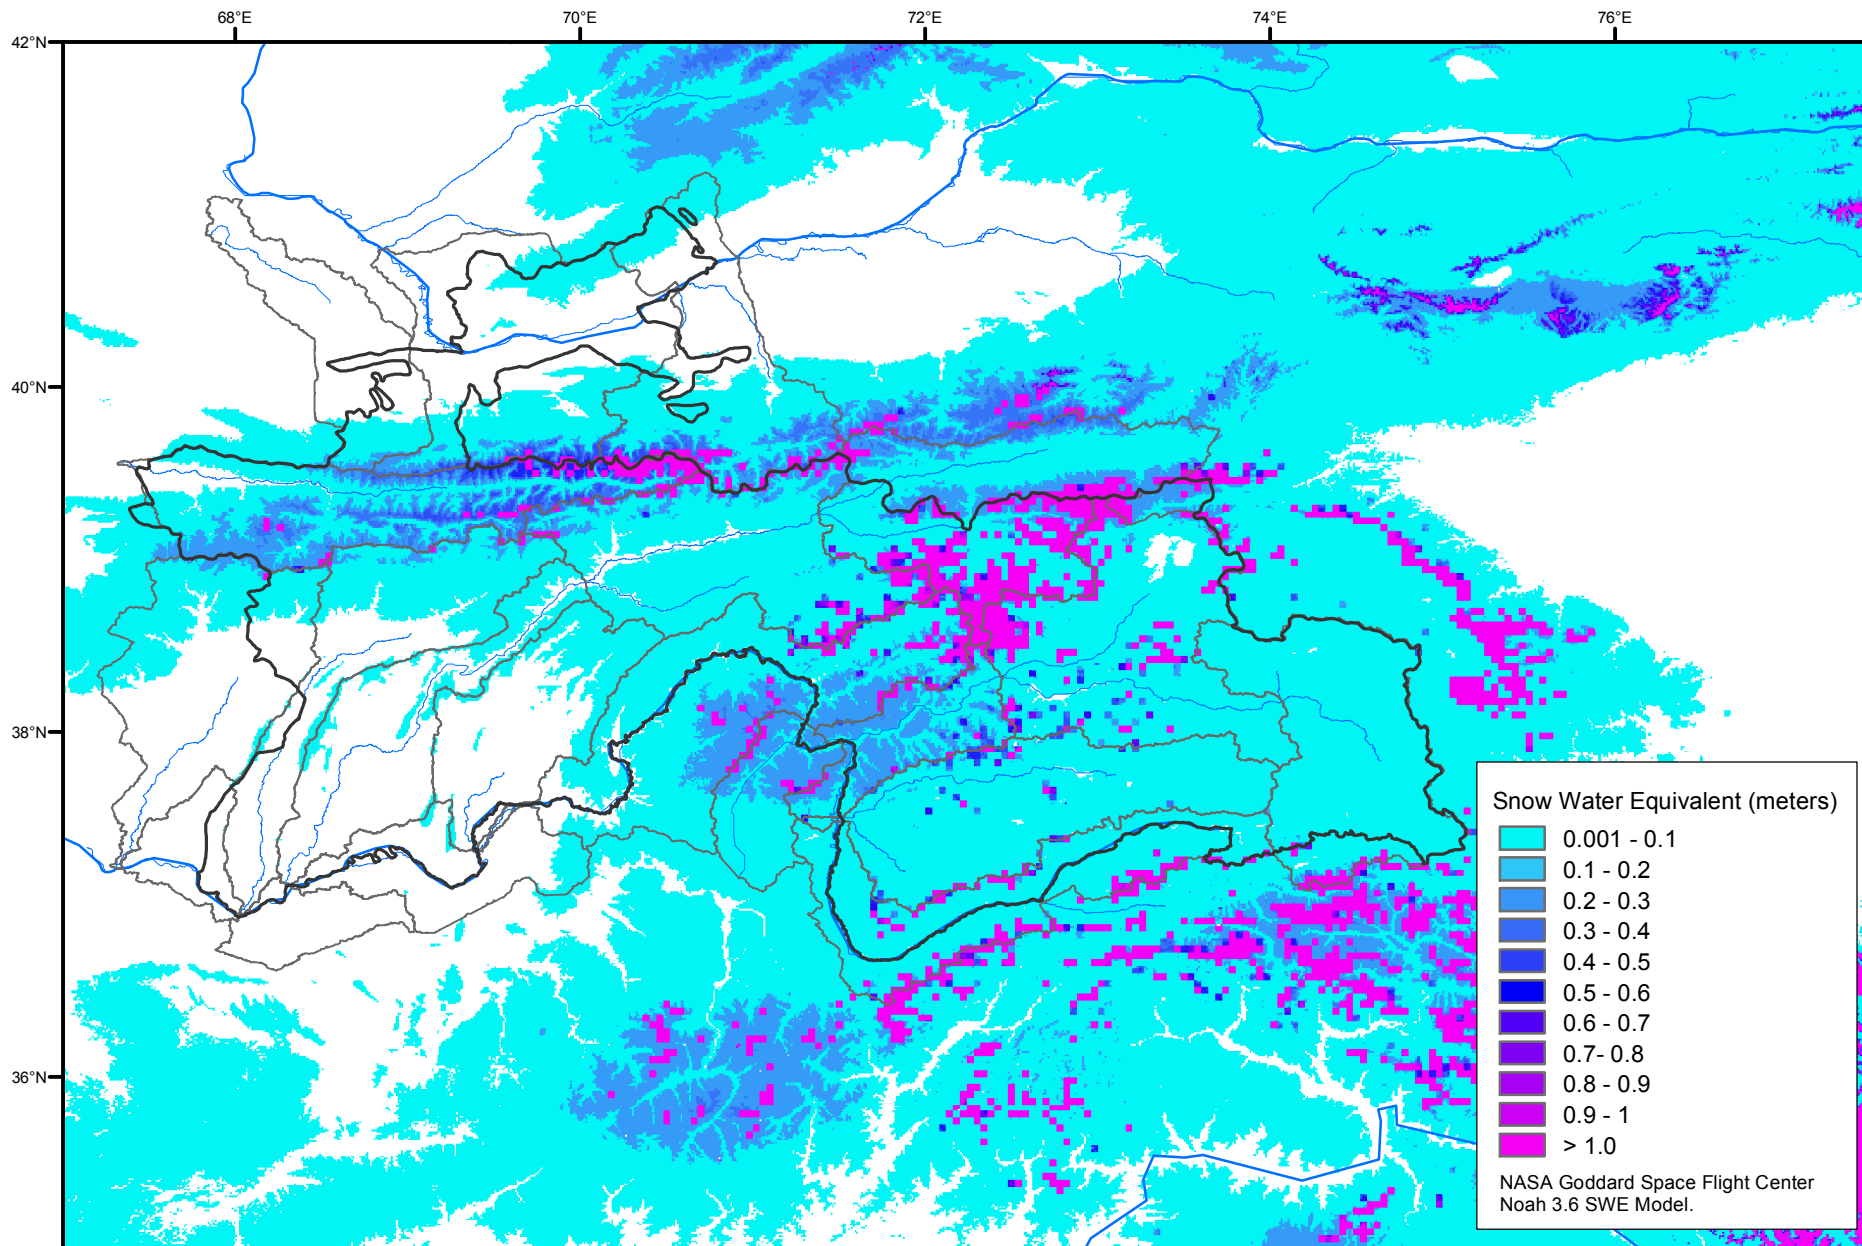 68°E 70°E 72°E 74°E 76°E
42°N
40°N
38°N
36°N
Snow Water Equivalent (meters)
0.001 - 0.1
0.1 - 0.2
0.2 - 0.3
0.3 - 0.4
0.4 - 0.5
0.5 - 0.6
0.6 - 0.7
0.7- 0.8
0.8 - 0.9
0.9 - 1
> 1.0
NASA Goddard Space Flight Center
Noah 3.6 SWE Model.